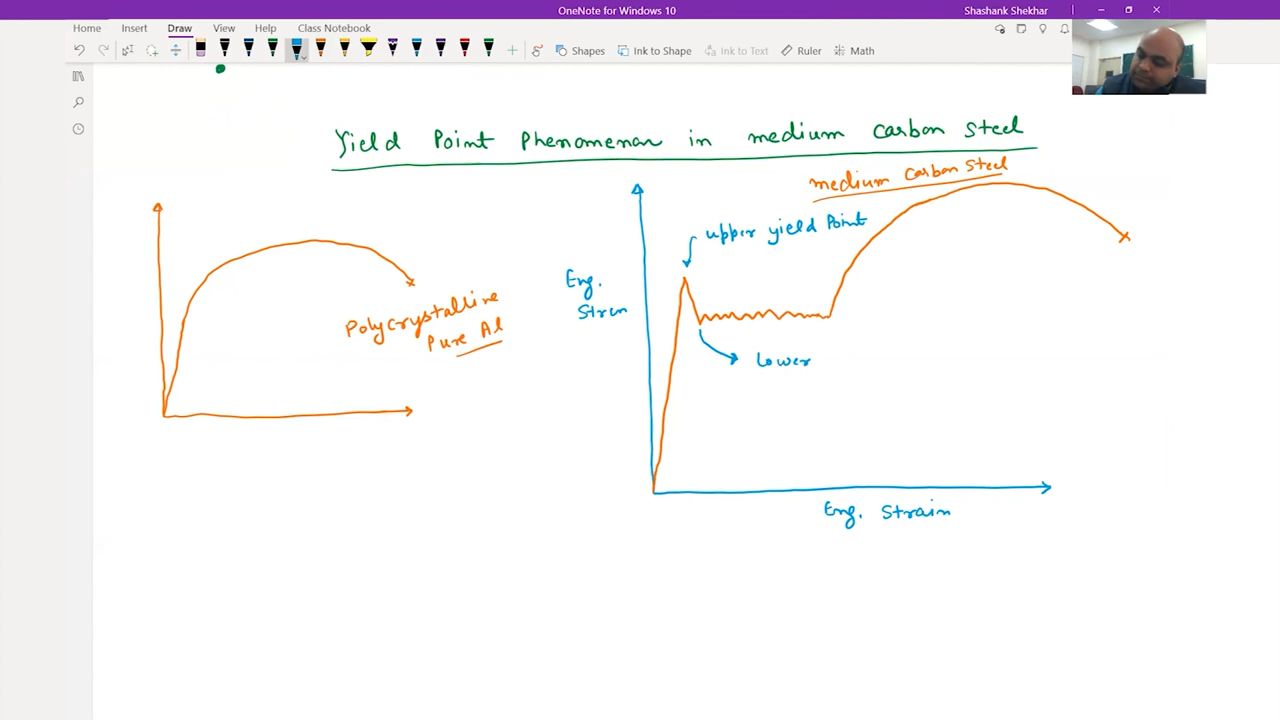 OneNote for Windows 10
Shashank Shekhar
Home Insert Draw View Help Class Notebook
Shapes Ink to Shape Ink to Text Ruler Math
Yield Point Phenomenon in medium carbon steel
medium carbon steel
upper yield Point
Eng.
Stren
Polycrystalline
Pure Al
Lower
Eng. Strain